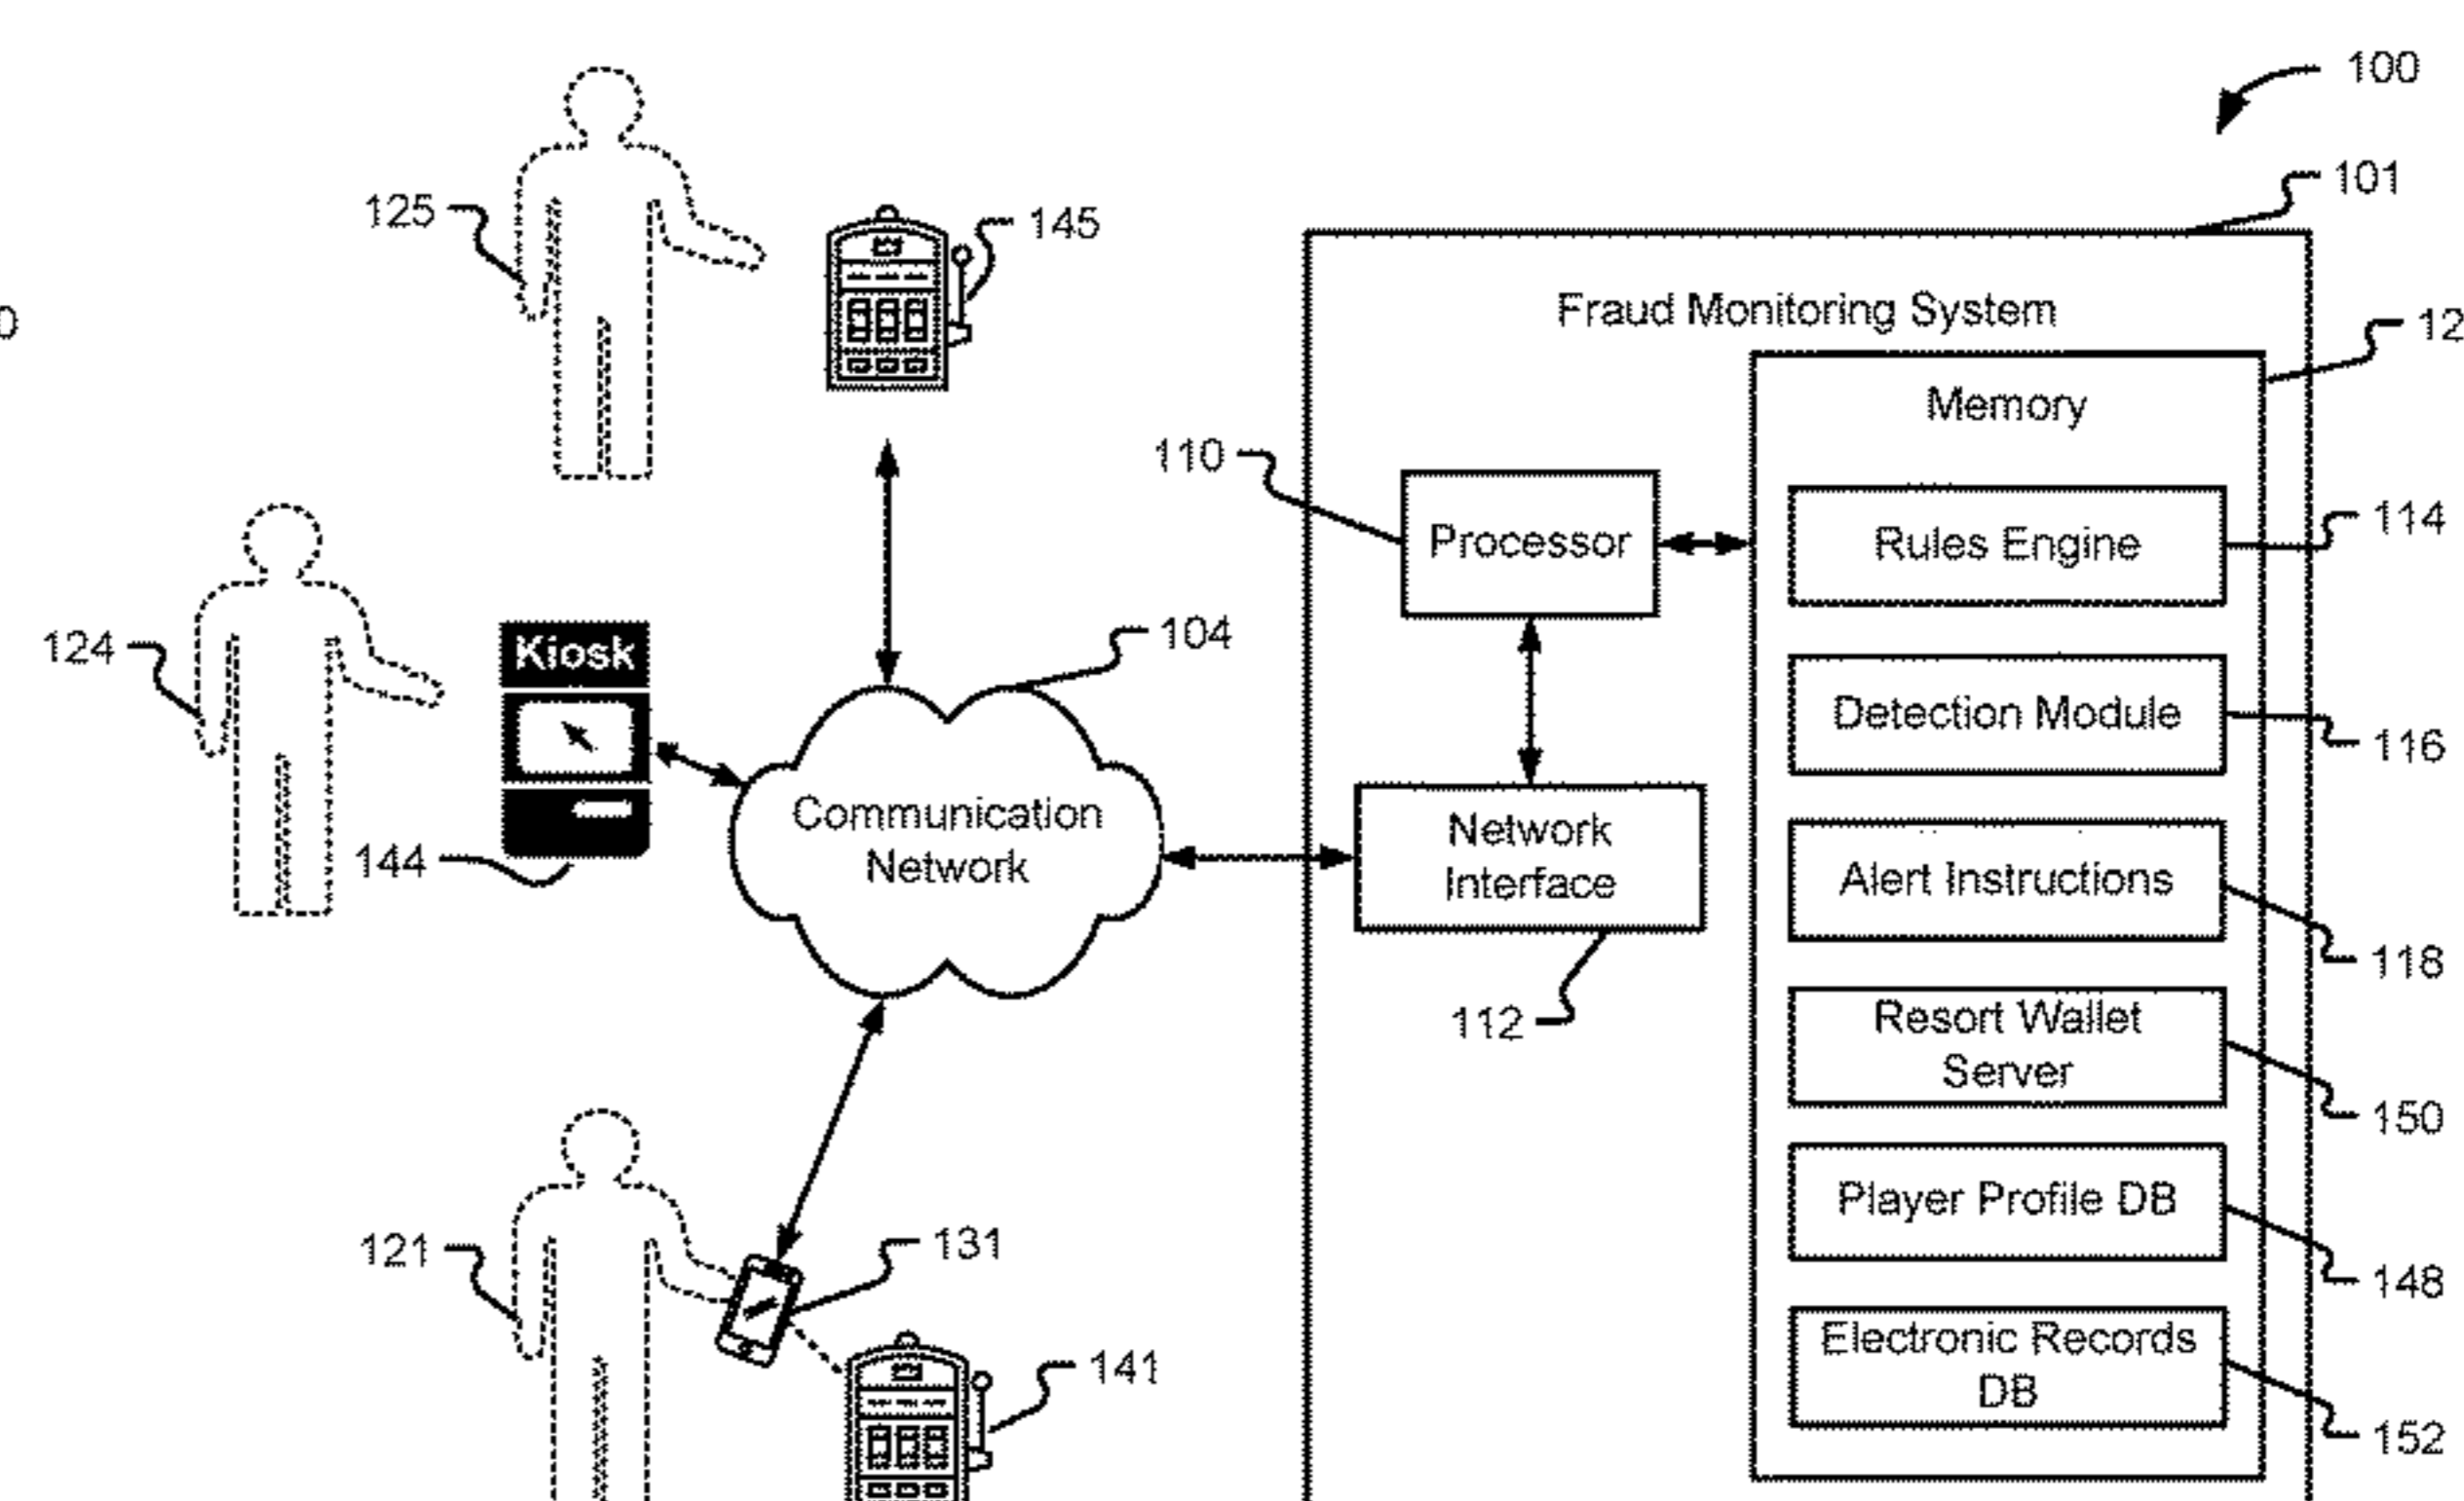 100
101
125
145
0
Fraud Monitoring System
12
Memory
110
114
Processor
Rules Engine
104
124
Kiosk
Detection Module
116
Communication
Network
Network
Interface
144
Alert Instructions
118
112
Resort Wallet
Server
150
Player Profile DB
121
131
148
Electronic Records
DB
141
152